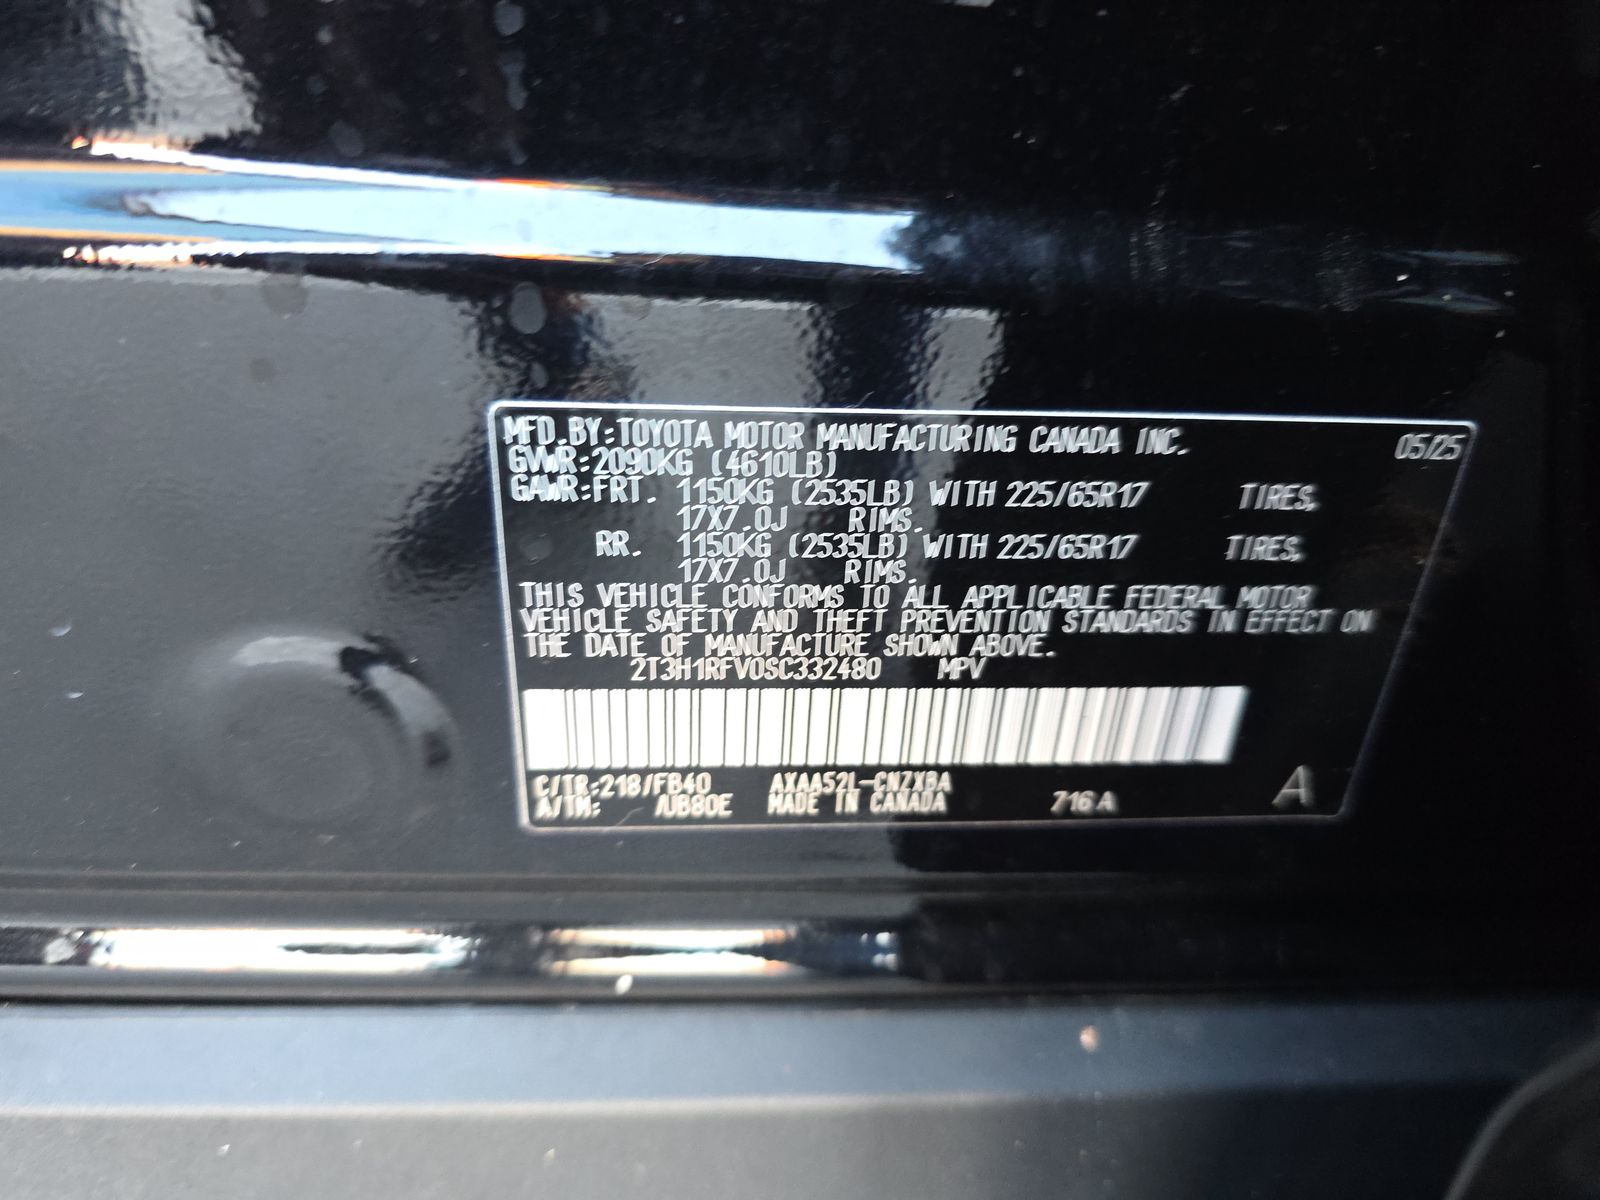 MFD.BY:TOYOTA MOTOR MANUFACTURING CANADA INC. 05/25
GVWR:2090KG (4610LB)
GAWR:FRT. 1150KG (2535LB) WITH 225/65R17 TIRES,
17X7.0J RIMS.
RR. 1150KG (2535LB) WITH 225/65R17 TIRES,
17X7.0J RIMS.
THIS VEHICLE CONFORMS TO ALL APPLICABLE FEDERAL MOTOR
VEHICLE SAFETY AND THEFT PREVENTION STANDARDS IN EFFECT ON
THE DATE OF MANUFACTURE SHOWN ABOVE.
2T3H1RFV0SC332480 MPV
C/TR:218/FB40 AXAA52L-CNZXBA
A/TM: /UB80E MADE IN CANADA 716A A